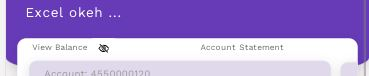 Excel okeh ...
View Balance
Account Statement
Account: 4550000120